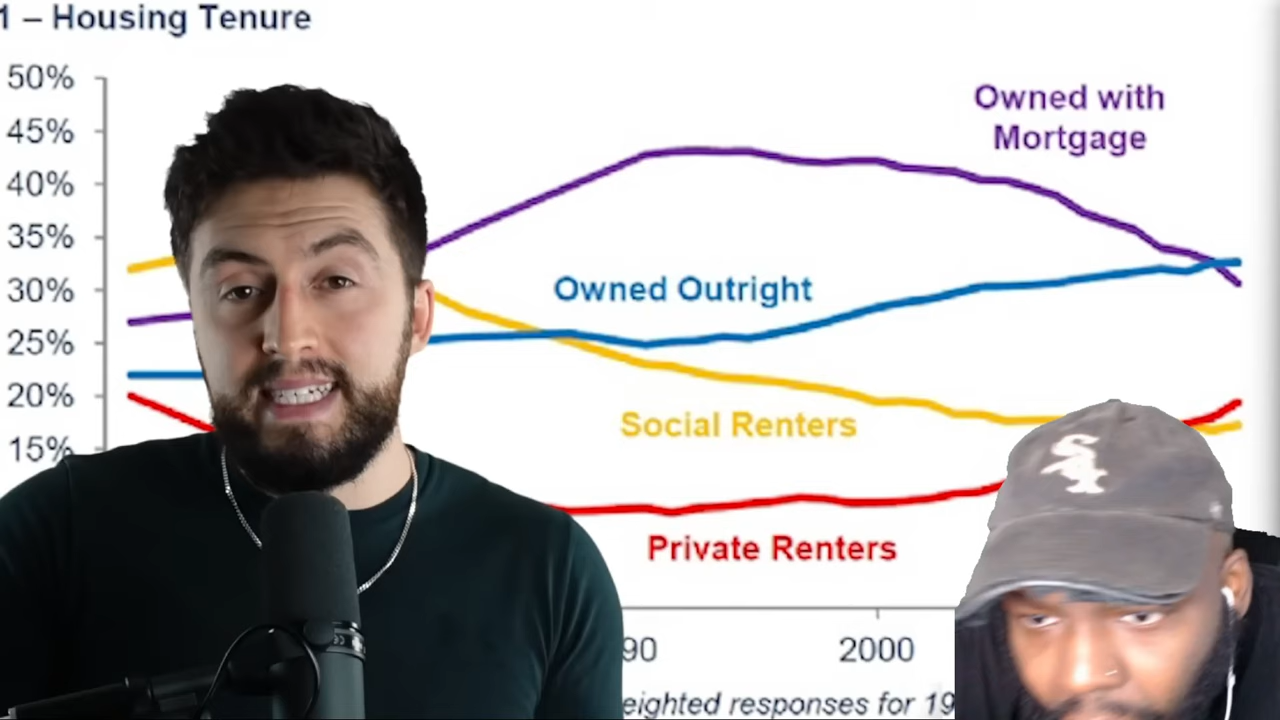 1 – Housing Tenure
50%
45%
40%
35%
30%
25%
20%
15%
Owned with
Mortgage
Owned Outright
Social Renters
Private Renters
90
2000
eighted responses for 19
SOX